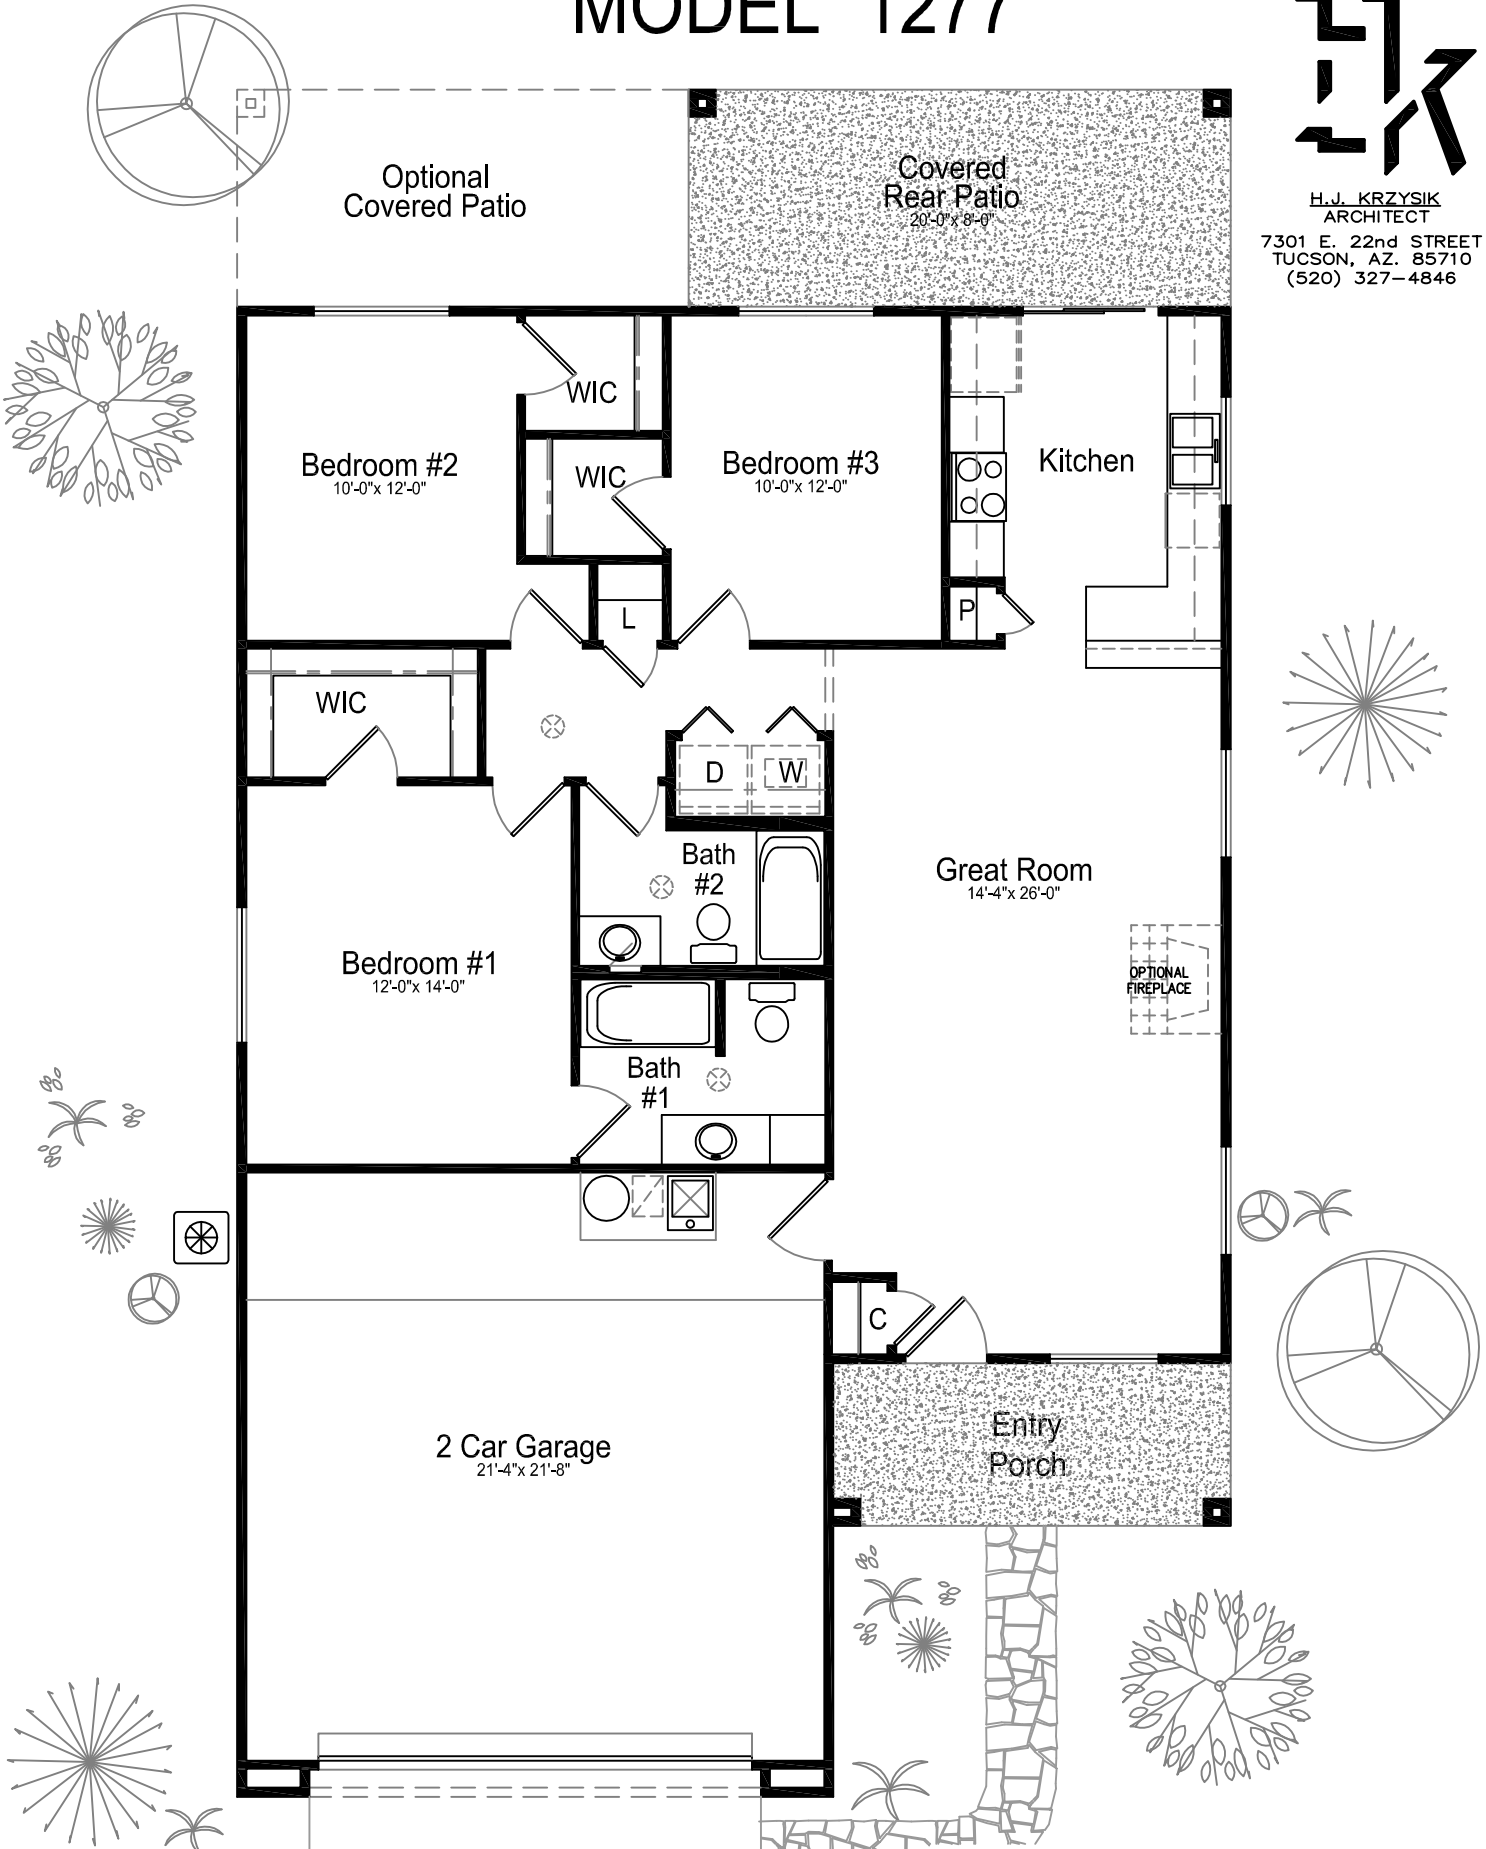 MODEL 1277
H.J. KRZYSIK
ARCHITECT
7301 E. 22nd STREET
TUCSON, AZ. 85710
(520) 327-4846
Optional
Covered Patio
Covered
Rear Patio
20'-0"x 8'-0"
WIC
Bedroom #2
10'-0"x 12'-0"
WIC
Bedroom #3
10'-0"x 12'-0"
Kitchen
L
P
WIC
D
W
Bath
#2
Great Room
14'-4"x 26'-0"
Bedroom #1
12'-0"x 14'-0"
OPTIONAL
FIREPLACE
Bath
#1
C
Entry
Porch
2 Car Garage
21'-4"x 21'-8"